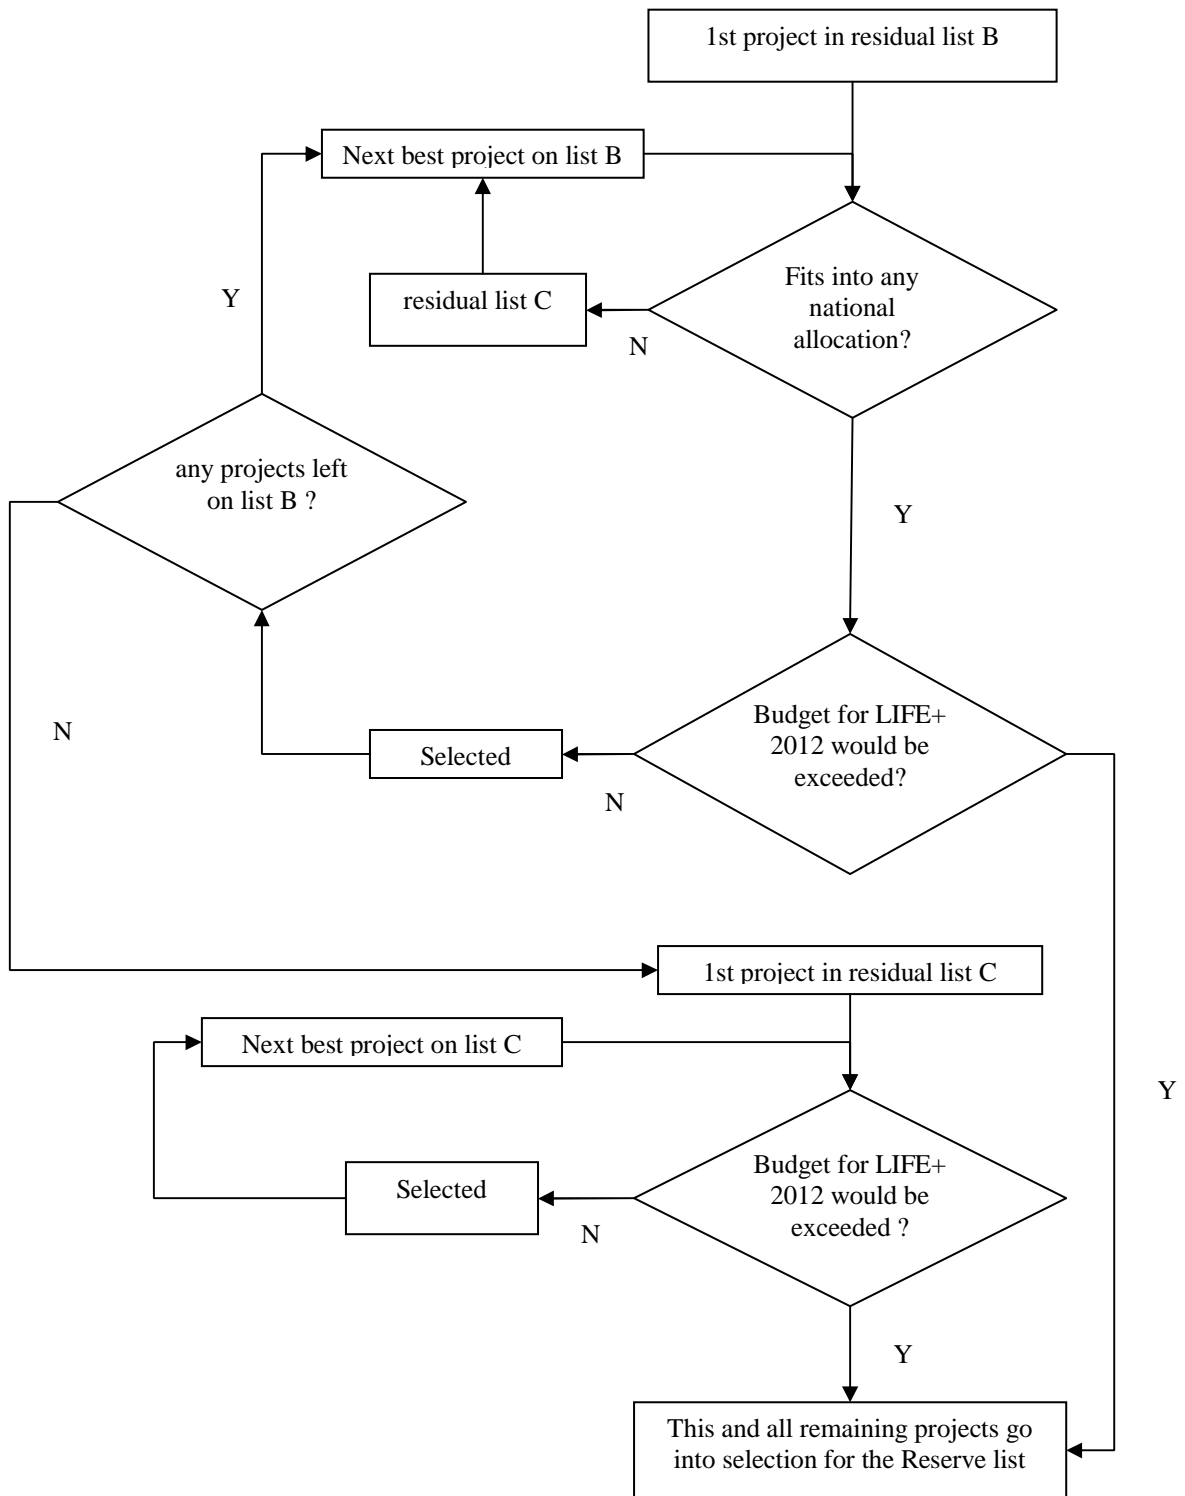 1st project in residual list B
Next best project on list B
Fits into any
national
allocation?
residual list C
Y
N
any projects left
on list B ?
Y
Budget for LIFE+
2012 would be
exceeded?
N
Selected
N
1st project in residual list C
Next best project on list C
Y
Budget for LIFE+
2012 would be
exceeded ?
Selected
N
Y
This and all remaining projects go
into selection for the Reserve list